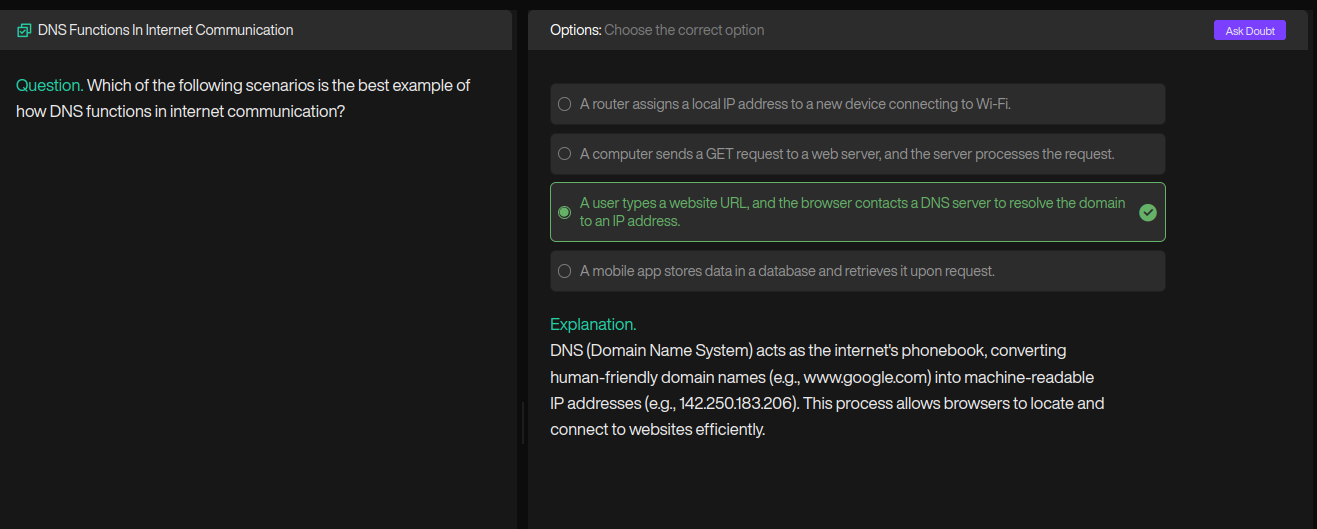 DNS Functions In Internet Communication
Question. Which of the following scenarios is the best example of
how DNS functions in internet communication?
Options: Choose the correct option
Ask Doubt
A router assigns a local IP address to a new device connecting to Wi-Fi.
A computer sends a GET request to a web server, and the server processes the request.
A user types a website URL, and the browser contacts a DNS server to resolve the domain
to an IP address.
A mobile app stores data in a database and retrieves it upon request.
Explanation.
DNS (Domain Name System) acts as the internet's phonebook, converting
human-friendly domain names (e.g., www.google.com) into machine-readable
IP addresses (e.g., 142.250.183.206). This process allows browsers to locate and
connect to websites efficiently.